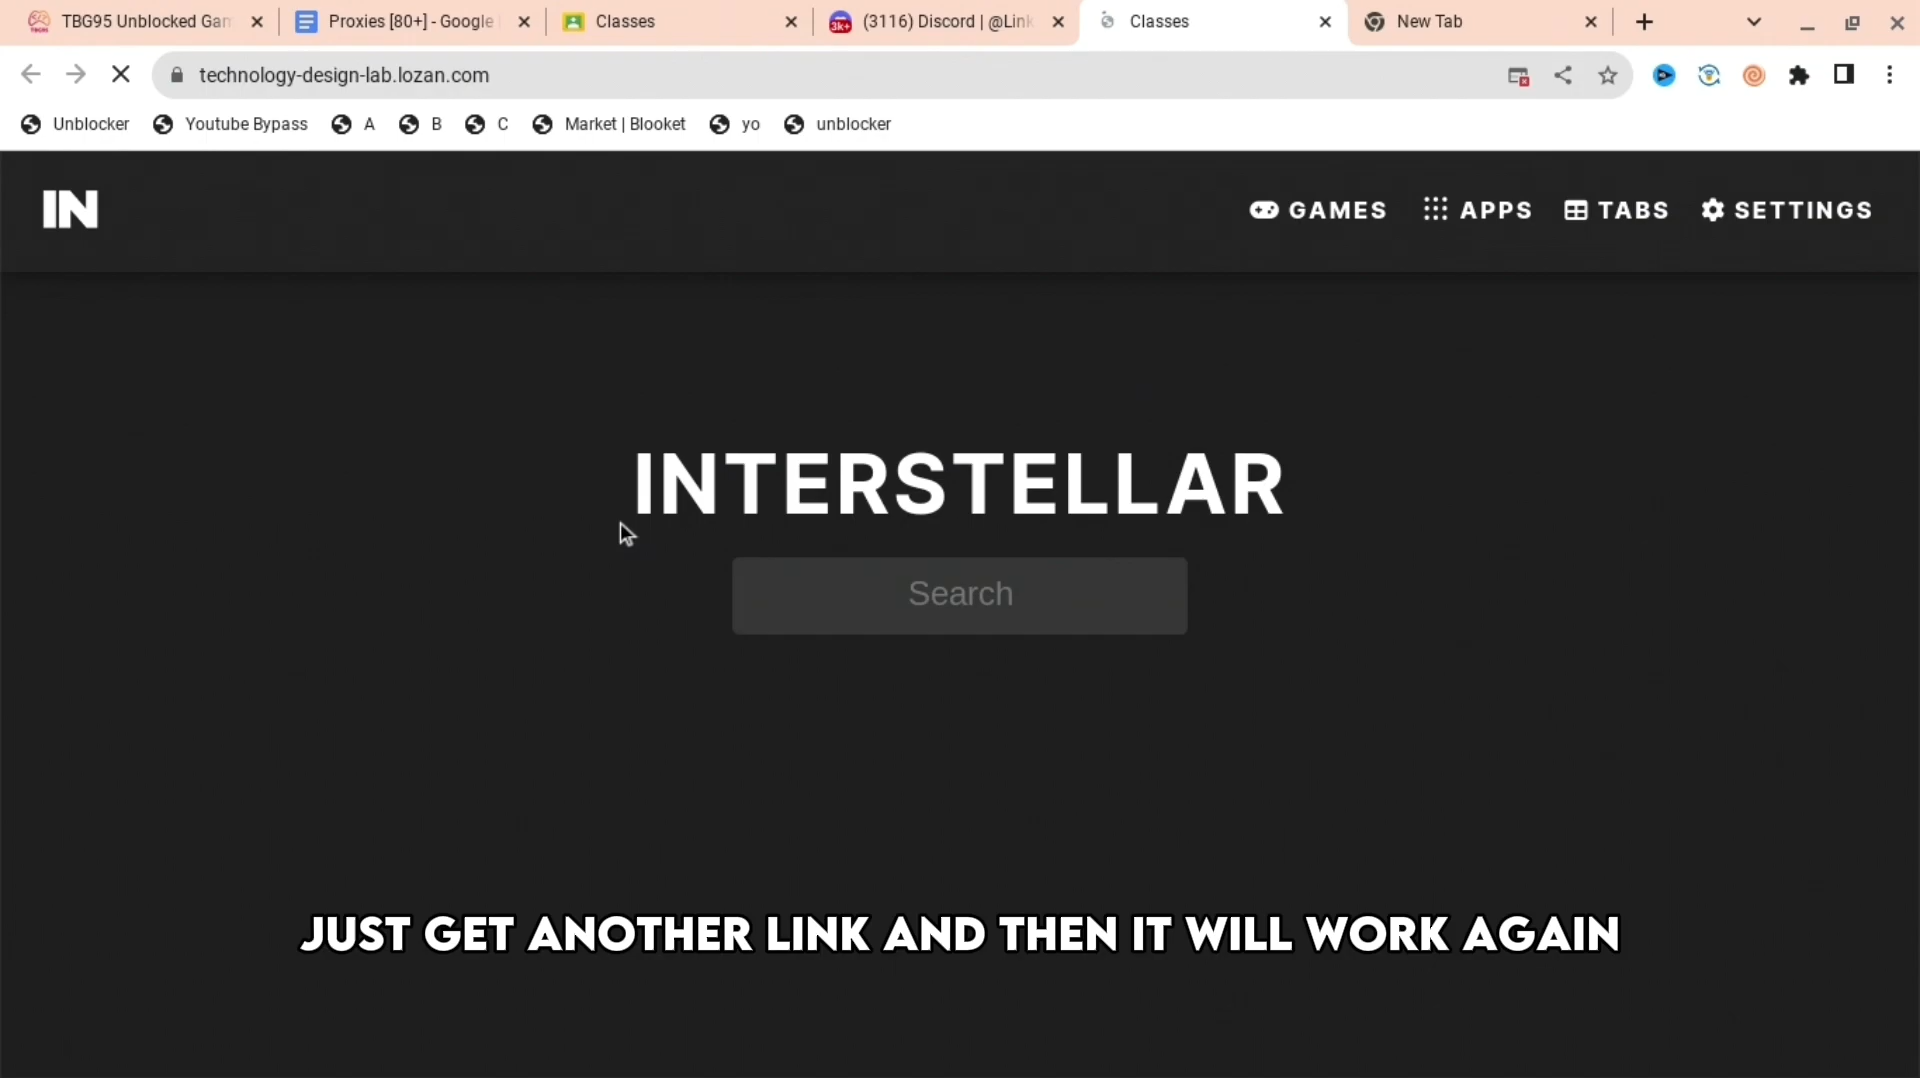 TBG95 Unblocked Gam
Proxies [80+] - Google
Classes
(3116) Discord | @Link
Classes
New Tab
technology-design-lab.lozan.com
Unblocker
Youtube Bypass
A
B
C
Market | Blooket
yo
unblocker
IN
GAMES
APPS
TABS
SETTINGS
INTERSTELLAR
Search
JUST GET ANOTHER LINK AND THEN IT WILL WORK AGAIN